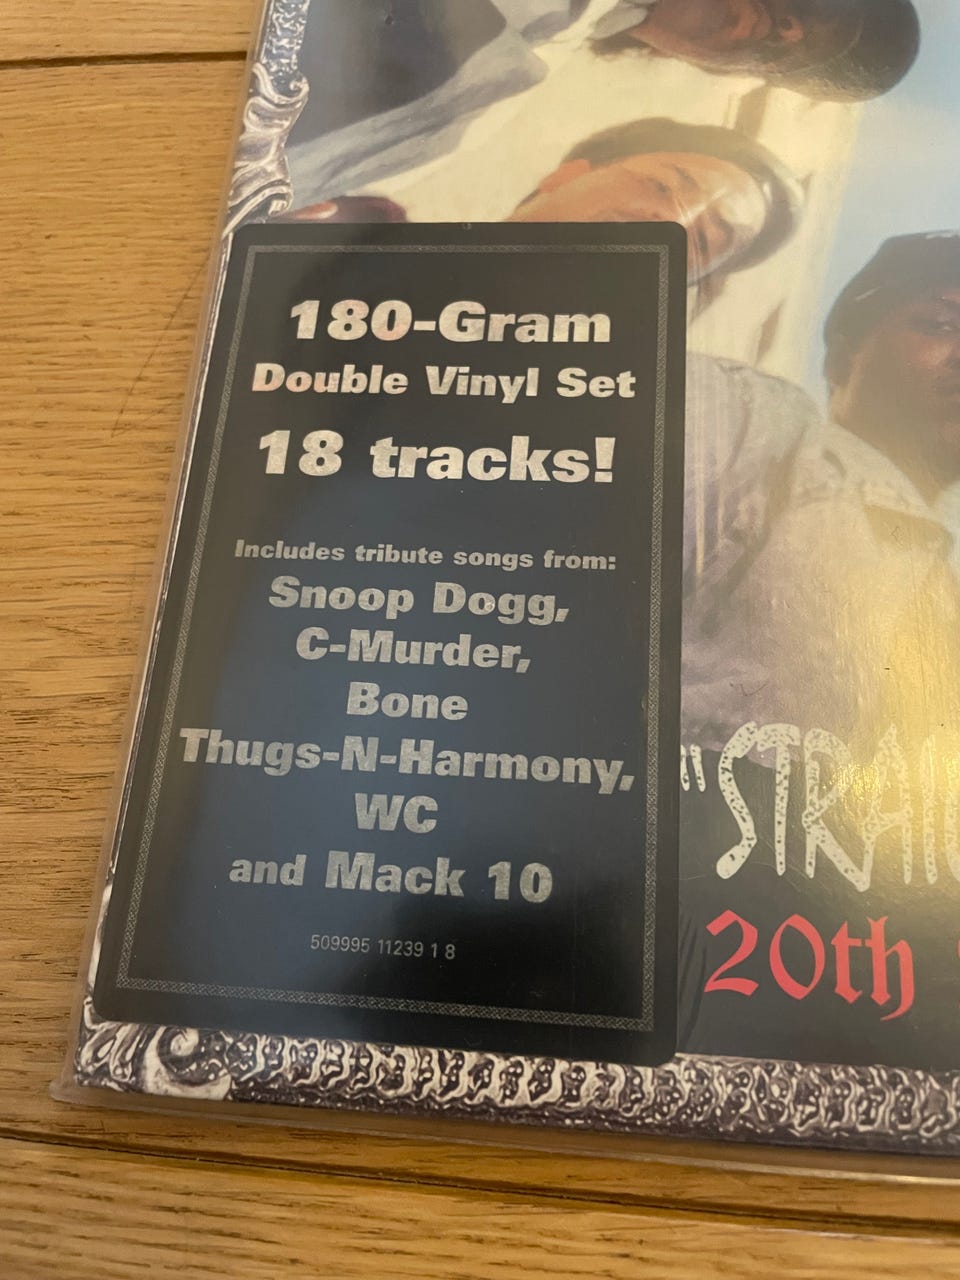 180-Gram
Double Vinyl Set
18 tracks!
Includes tribute songs from:
Snoop Dogg,
C-Murder,
Bone
Thugs-N-Harmony,
WC
and Mack 10
509995 11239 1 8
20th